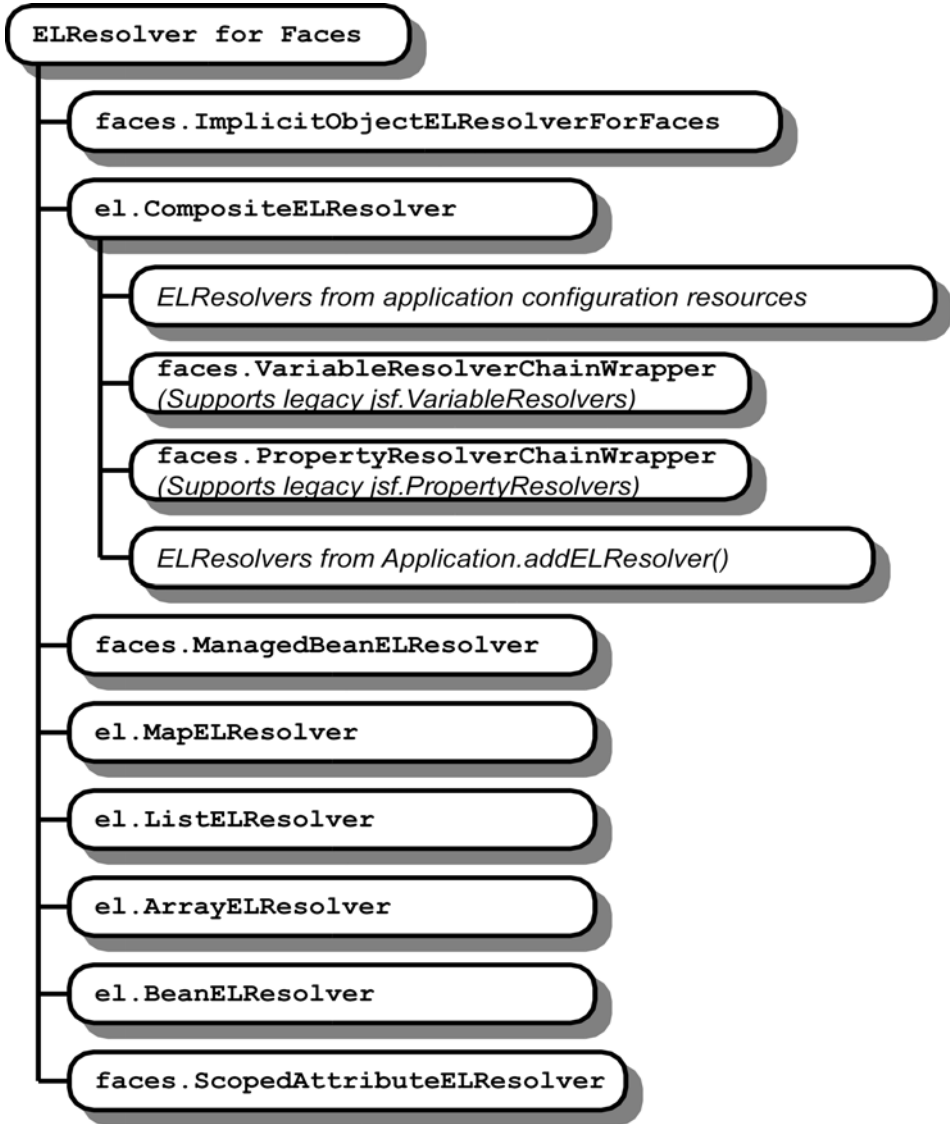 ELResolver for Faces
faces.ImplicitObjectELResolverForFaces
el.CompositeELResolver
ELResolvers from application configuration resources
faces.VariableResolverChainWrapper
(Supports legacy jsf.VariableResolvers)
faces.PropertyResolverChainWrapper
(Supports legacy jsf.PropertyResolvers)
ELResolvers from Application.addELResolver()
faces.ManagedBeanELResolver
el.MapELResolver
el.ListELResolver
el.ArrayELResolver
el.BeanELResolver
faces.ScopedAttributeELResolver